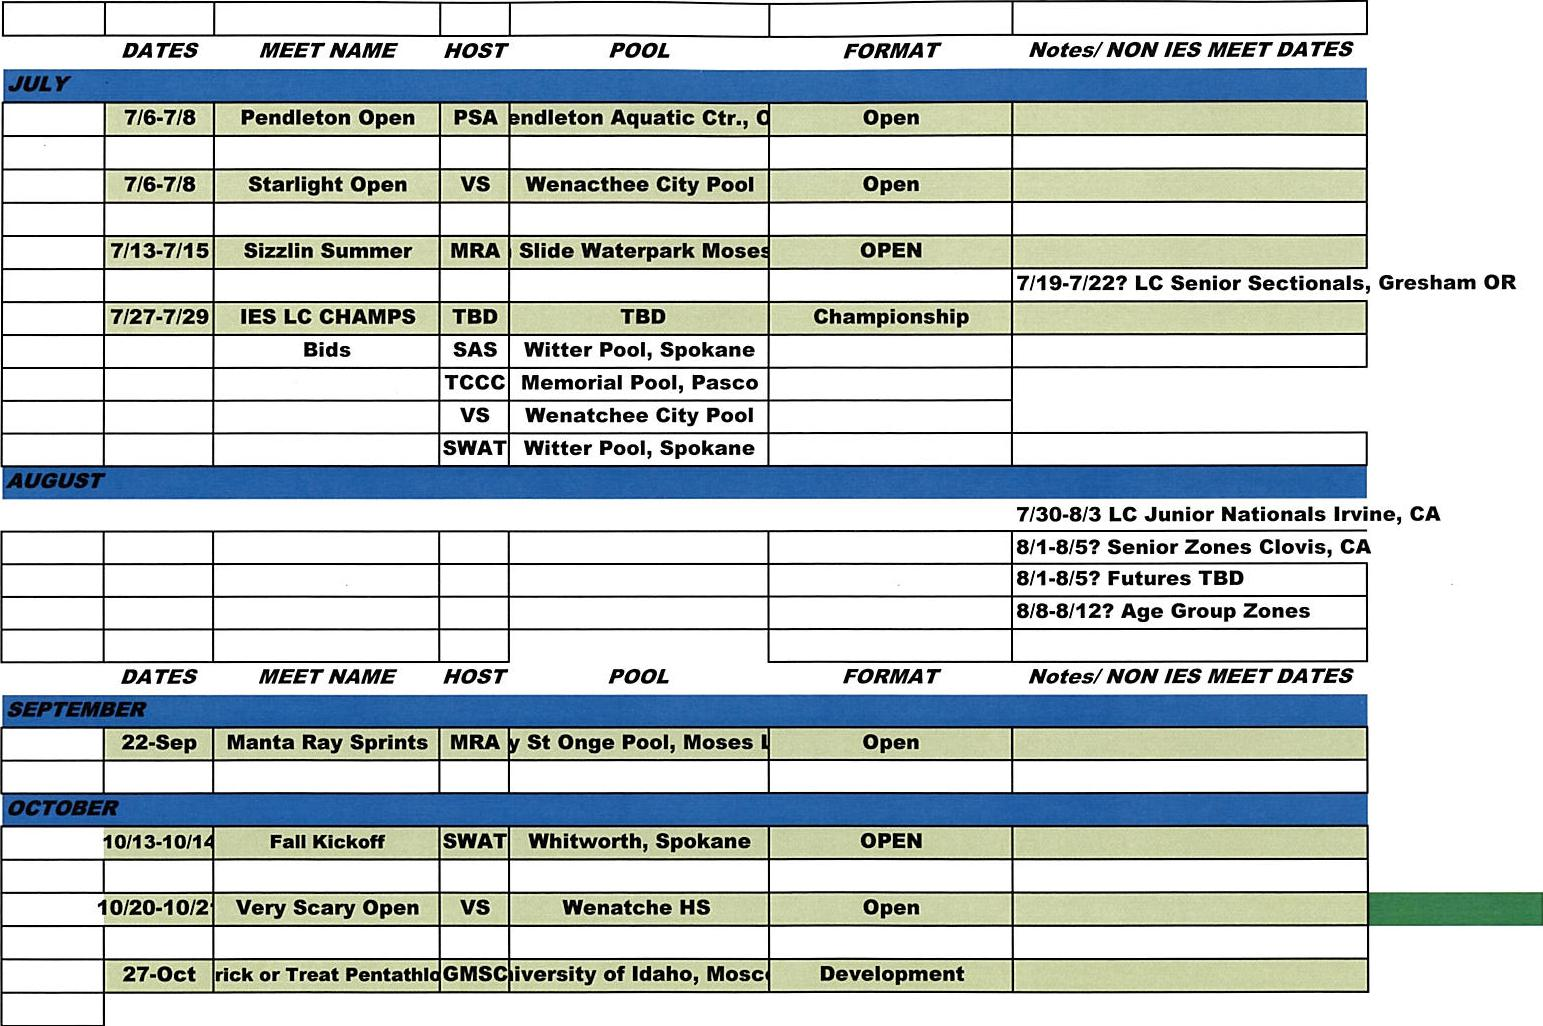 DATES MEET NAME HOST POOL FORMAT Notes/ NON IES MEET DATES
JULY
7/6-7/8 Pendleton Open PSA endleton Aquatic Ctr., O Open
7/6-7/8 Starlight Open VS Wenacthee City Pool Open
7/13-7/15 Sizzlin Summer MRA Slide Waterpark Moses OPEN
7/19-7/22? LC Senior Sectionals, Gresham OR
7/27-7/29 IES LC CHAMPS TBD TBD Championship
Bids SAS Witter Pool, Spokane
TCCC Memorial Pool, Pasco
VS Wenatchee City Pool
SWAT Witter Pool, Spokane
AUGUST
7/30-8/3 LC Junior Nationals Irvine, CA
8/1-8/5? Senior Zones Clovis, CA
8/1-8/5? Futures TBD
8/8-8/12? Age Group Zones
DATES MEET NAME HOST POOL FORMAT Notes/ NON IES MEET DATES
SEPTEMBER
22-Sep Manta Ray Sprints MRA y St Onge Pool, Moses L Open
OCTOBER
10/13-10/14 Fall Kickoff SWAT Whitworth, Spokane OPEN
10/20-10/2 Very Scary Open VS Wenatche HS Open
27-Oct rick or Treat Pentathlo GMSC iversity of Idaho, Mosc Development